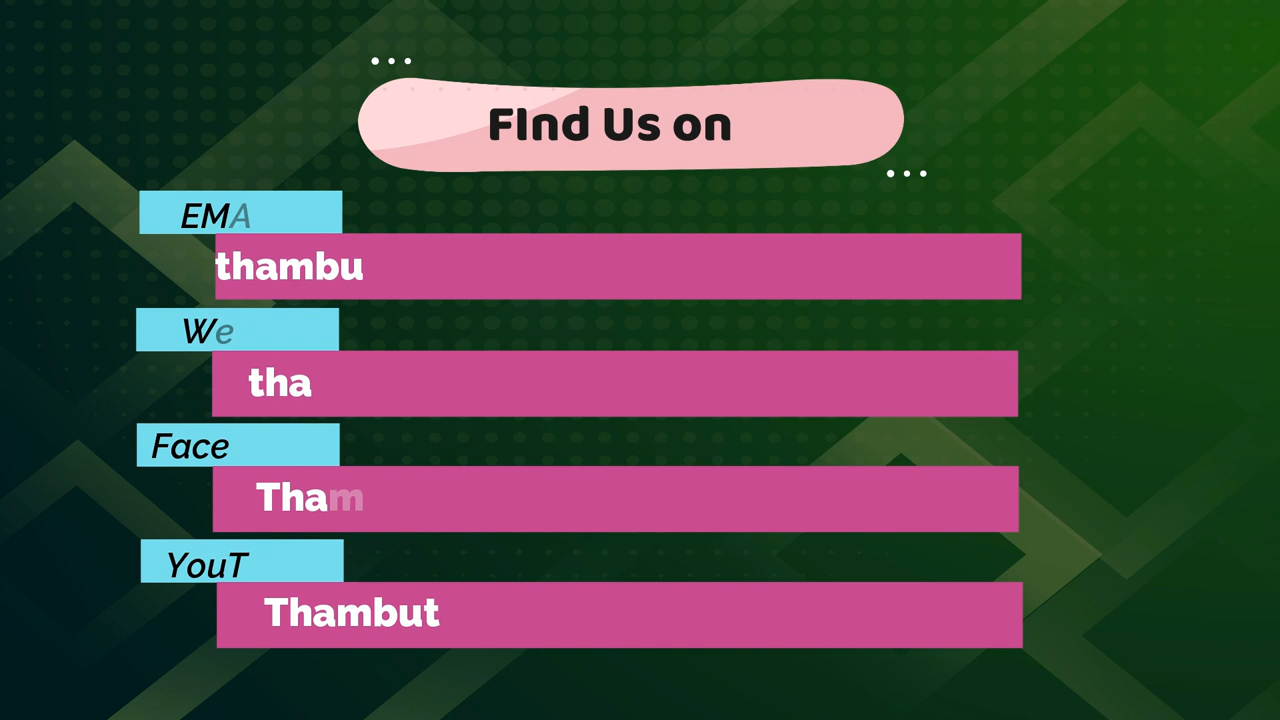 FInd Us on
EMA
thambu
We
tha
Face
Tham
YouT
Thambut